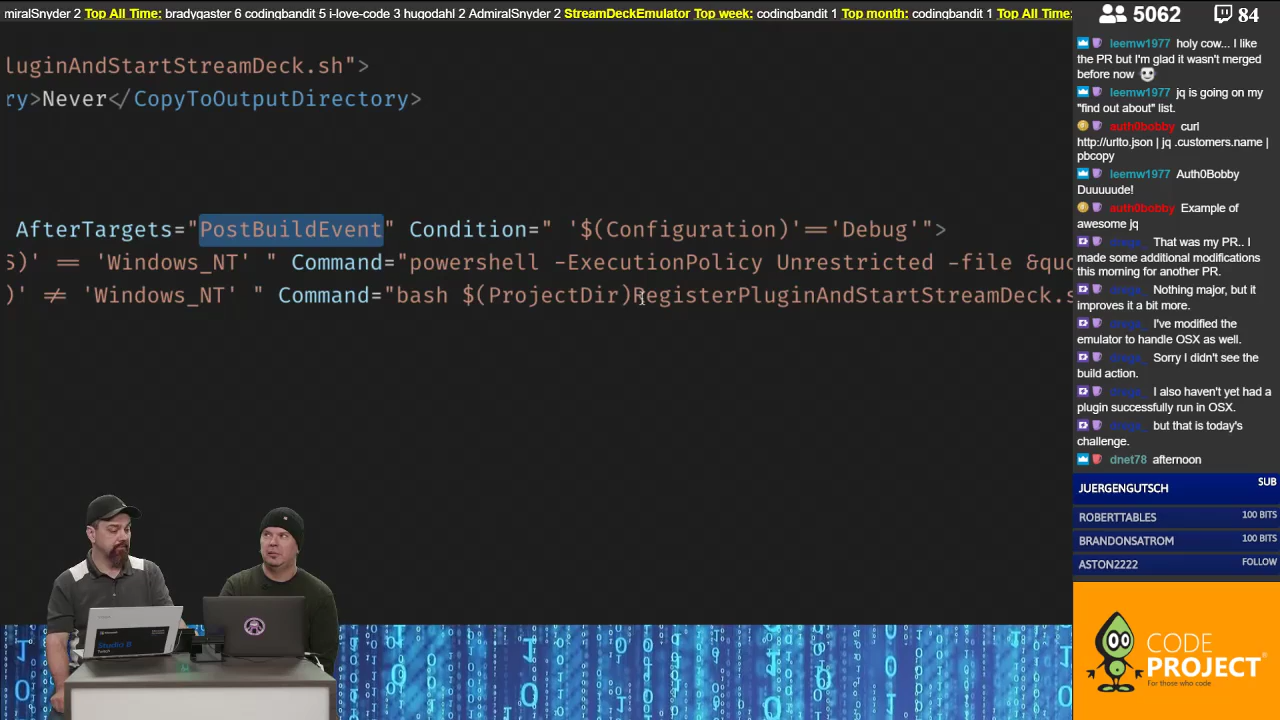 miralSnyder 2 Top All Time: bradygaster 6 codingbandit 5 i-love-code 3 hugodahl 2 AdmiralSnyder 2 StreamDeckEmulator Top week: codingbandit 1 Top month: codingbandit 1 Top All Time:
5062
84
luginAndStartStreamDeck.sh">
ry>Never</CopyToOutputDirectory>
AfterTargets="PostBuildEvent" Condition=" '$(Configuration)'=='Debug'">
S)' == 'Windows_NT' " Command="powershell -ExecutionPolicy Unrestricted -file &quo
)' ≠ 'Windows_NT' " Command="bash $(ProjectDir)RegisterPluginAndStartStreamDeck.s
leemw1977 holy cow... I like
the PR but I'm glad it wasn't merged
before now
leemw1977 jq is going on my
"find out about" list.
auth0bobby curl
http://urlto.json | jq .customers.name |
pbcopy
leemw1977 Auth0Bobby
Duuuuude!
auth0bobby Example of
awesome jq
That was my PR.. I
made some additional modifications
this morning for another PR.
Nothing major, but it
improves it a bit more.
I've modified the
emulator to handle OSX as well.
Sorry I didn't see the
build action.
I also haven't yet had a
plugin successfully run in OSX.
but that is today's
challenge.
dnet78 afternoon
JUERGENGUTSCH SUB
ROBERTTABLES 100 BITS
BRANDONSATROM 100 BITS
ASTON2222 FOLLOW
CODE
PROJECT®
For those who code